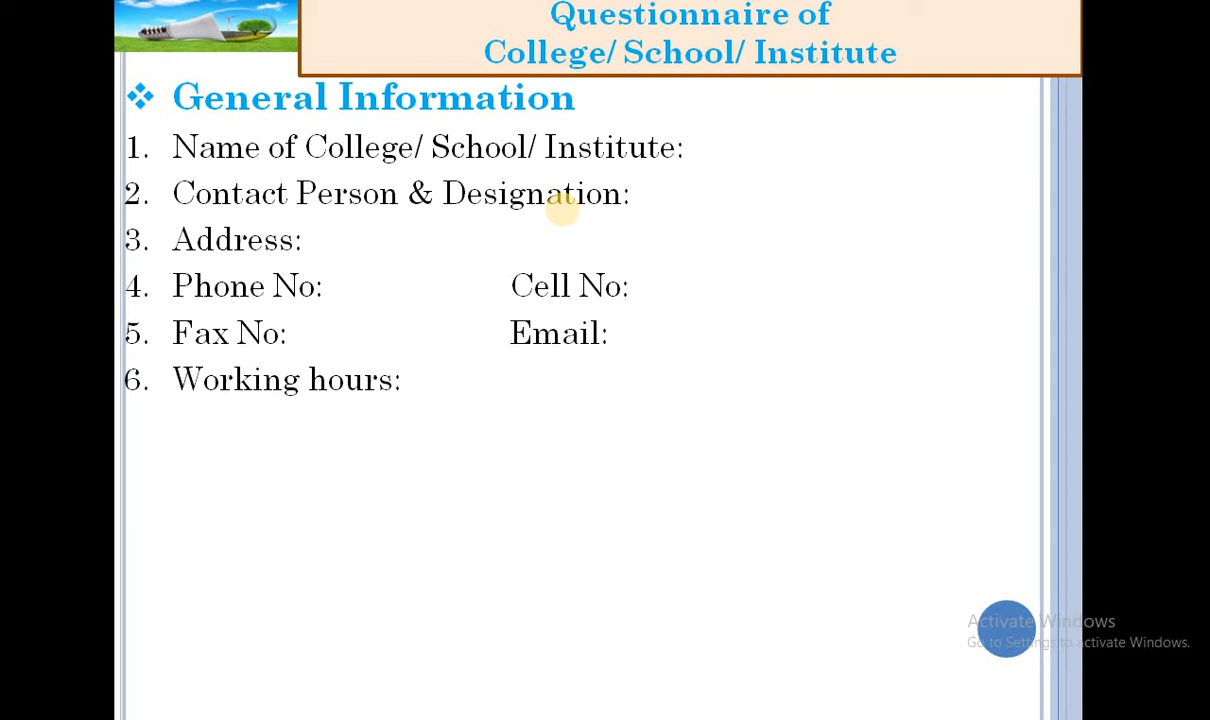 Questionnaire of
College/ School/ Institute
❖ General Information
1. Name of College/ School/ Institute:
2. Contact Person & Designation:
3. Address:
4. Phone No: Cell No:
5. Fax No: Email:
6. Working hours:
Activate Windows
Go to Settings to activate Windows.